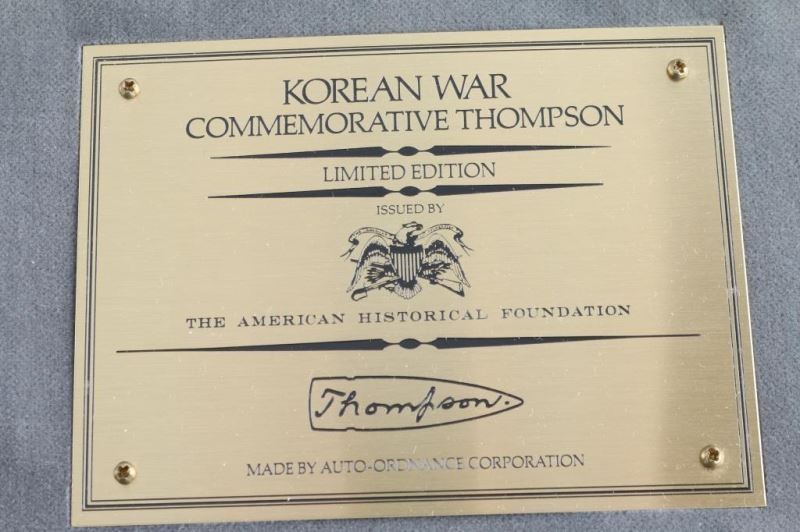 KOREAN WAR
COMMEMORATIVE THOMPSON
LIMITED EDITION
ISSUED BY
THE AMERICAN HISTORICAL FOUNDATION
Thompson.
MADE BY AUTO-ORDNANCE CORPORATION